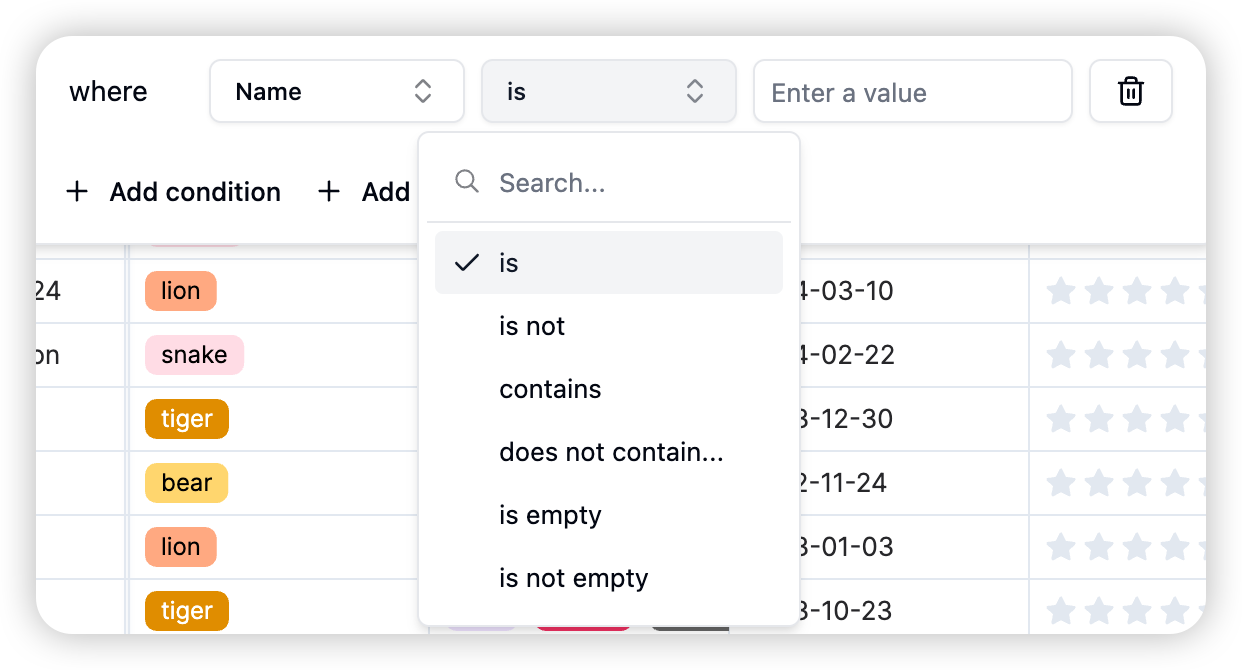 where Name is Enter a value
+ Add condition + Add
Search...
is
is not
contains
does not contain...
is empty
is not empty
24 lion 4-03-10
on snake 4-02-22
tiger 3-12-30
bear 2-11-24
lion 3-01-03
tiger 3-10-23